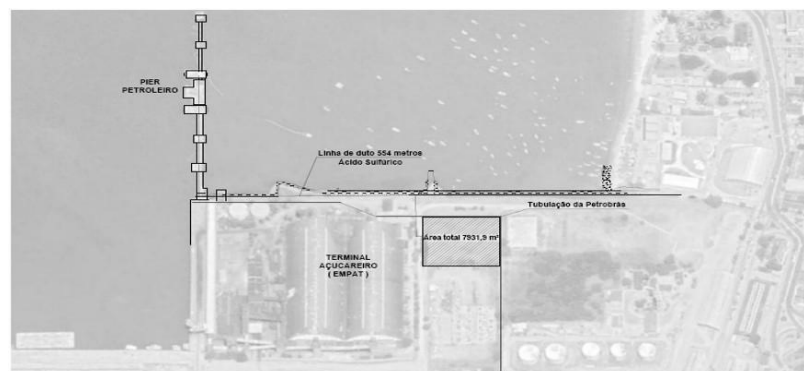 PIER
PETROLEIRO
Linha de duto 554 metros
Ácido Sulfúrico
Tubulação da Petrobrás
Área total 7931,9 m²
TERMINAL
AÇUCAREIRO
( EMPAT )